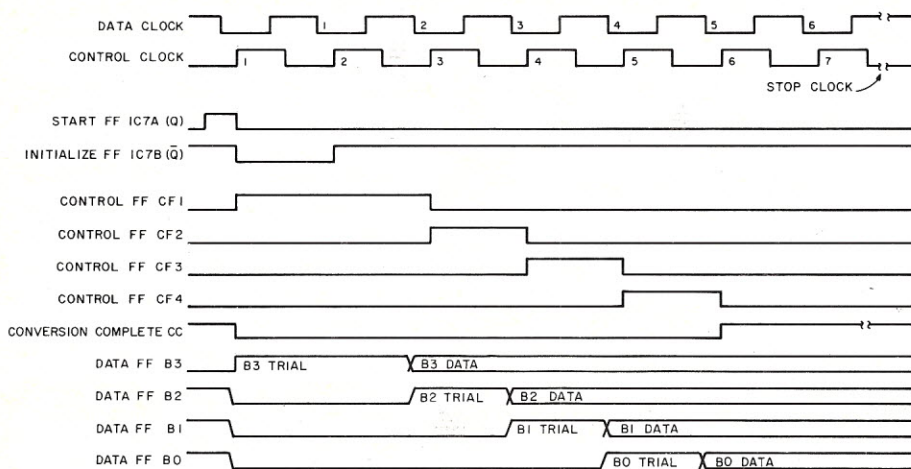 DATA CLOCK 1 2 3 4 5 6
CONTROL CLOCK 1 2 3 4 5 6 7
STOP CLOCK
START FF IC7A (Q)
INITIALIZE FF IC7B (Q̄)
CONTROL FF CF1
CONTROL FF CF2
CONTROL FF CF3
CONTROL FF CF4
CONVERSION COMPLETE CC
DATA FF B3 B3 TRIAL B3 DATA
DATA FF B2 B2 TRIAL B2 DATA
DATA FF B1 B1 TRIAL B1 DATA
DATA FF B0 B0 TRIAL B0 DATA